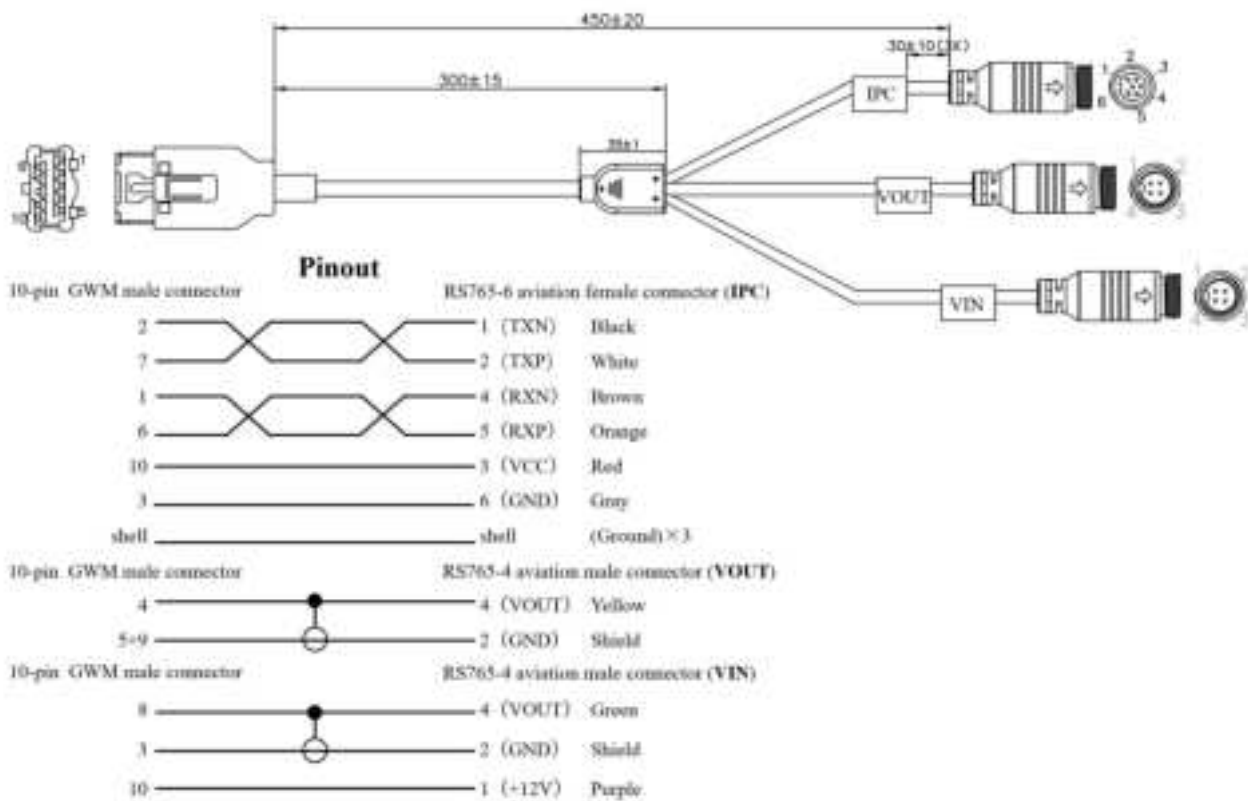 450±20
30±10(3X)
300±15
35±1
IPC
1 2 3
6 5 4
VOUT
VIN
1
10
Pinout
10-pin GWM male connector RS765-6 aviation female connector (IPC)
2 1 (TXN) Black
7 2 (TXP) White
1 4 (RXN) Brown
6 5 (RXP) Orange
10 3 (VCC) Red
3 6 (GND) Gray
shell shell (Ground)×3
10-pin GWM male connector RS765-4 aviation male connector (VOUT)
4 4 (VOUT) Yellow
5+9 2 (GND) Shield
10-pin GWM male connector RS765-4 aviation male connector (VIN)
8 4 (VOUT) Green
3 2 (GND) Shield
10 1 (+12V) Purple